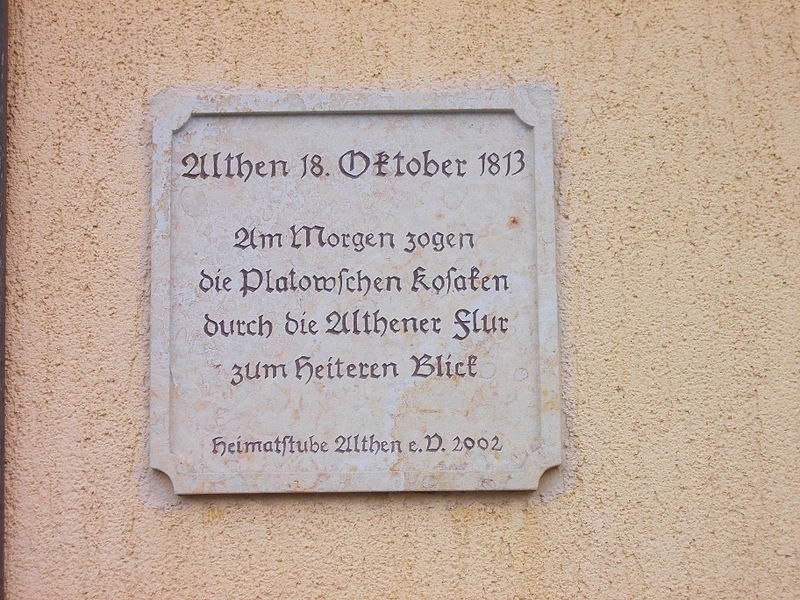 Althen 18. Oktober 1813
Am Morgen zogen
die Platowſchen Koſaken
durch die Althener Flur
zum Heiteren Blick
Heimatſtube Althen e.V. 2002